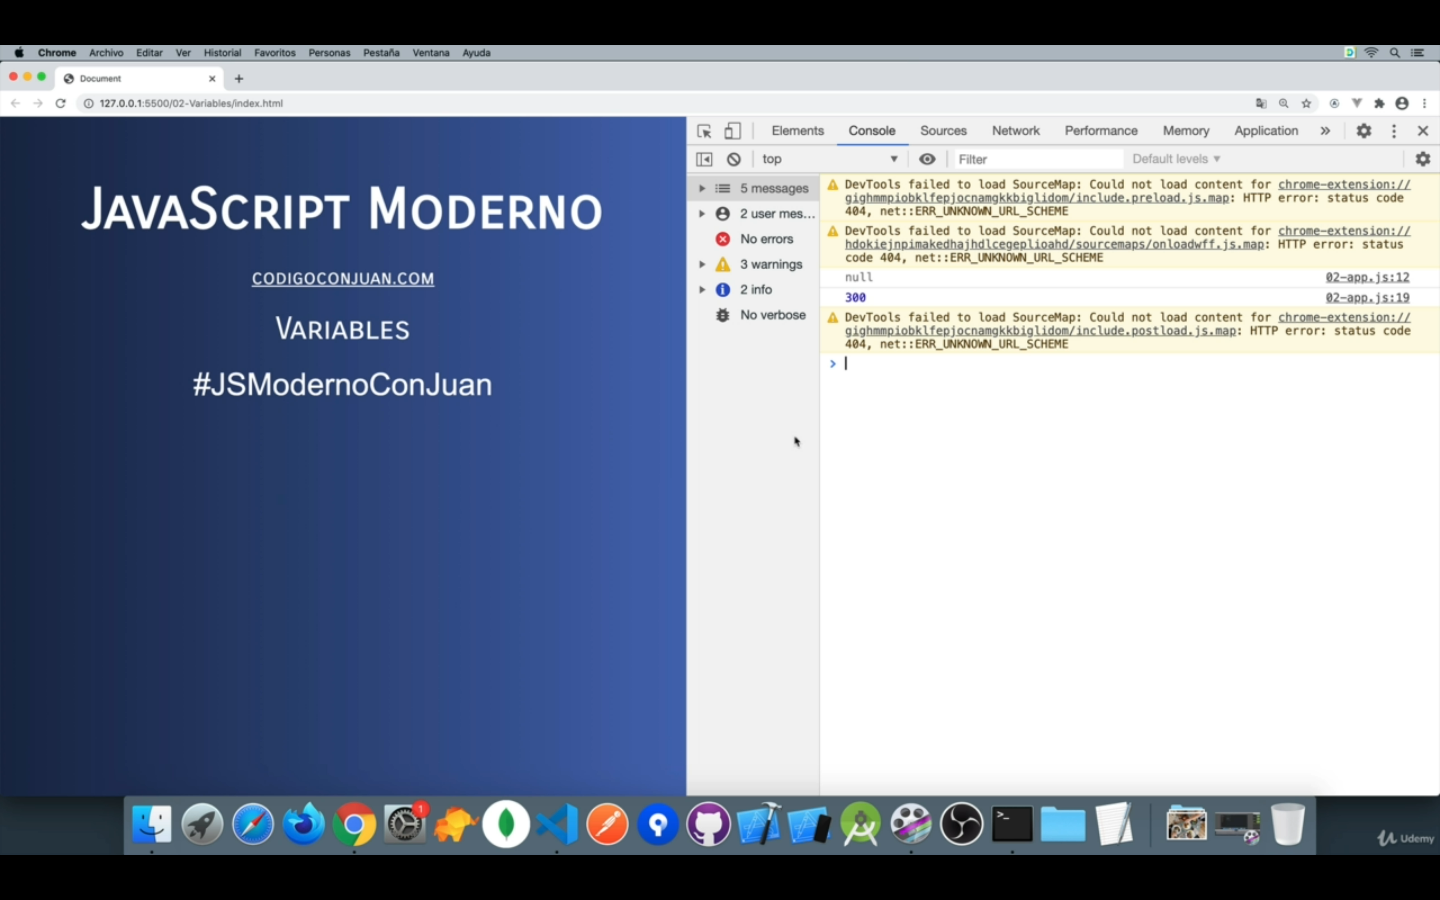 Chrome Archivo Editar Ver Historial Favoritos Personas Pestaña Ventana Ayuda
Document
127.0.0.1:5500/02-Variables/index.html
JavaScript Moderno
codigoconjuan.com
Variables
#JSModernoConJuan
Elements Console Sources Network Performance Memory Application
top Filter Default levels
5 messages
2 user mes...
No errors
3 warnings
2 info
No verbose
DevTools failed to load SourceMap: Could not load content for chrome-extension://
gighmmpiobklfepjocnamgkkbiglidom/include.preload.js.map: HTTP error: status code
404, net::ERR_UNKNOWN_URL_SCHEME
DevTools failed to load SourceMap: Could not load content for chrome-extension://
hdokiejnpimakedhajhdlcegeplioahd/sourcemaps/onloadwff.js.map: HTTP error: status
code 404, net::ERR_UNKNOWN_URL_SCHEME
null 02-app.js:12
300 02-app.js:19
DevTools failed to load SourceMap: Could not load content for chrome-extension://
gighmmpiobklfepjocnamgkkbiglidom/include.postload.js.map: HTTP error: status code
404, net::ERR_UNKNOWN_URL_SCHEME
1
Udemy